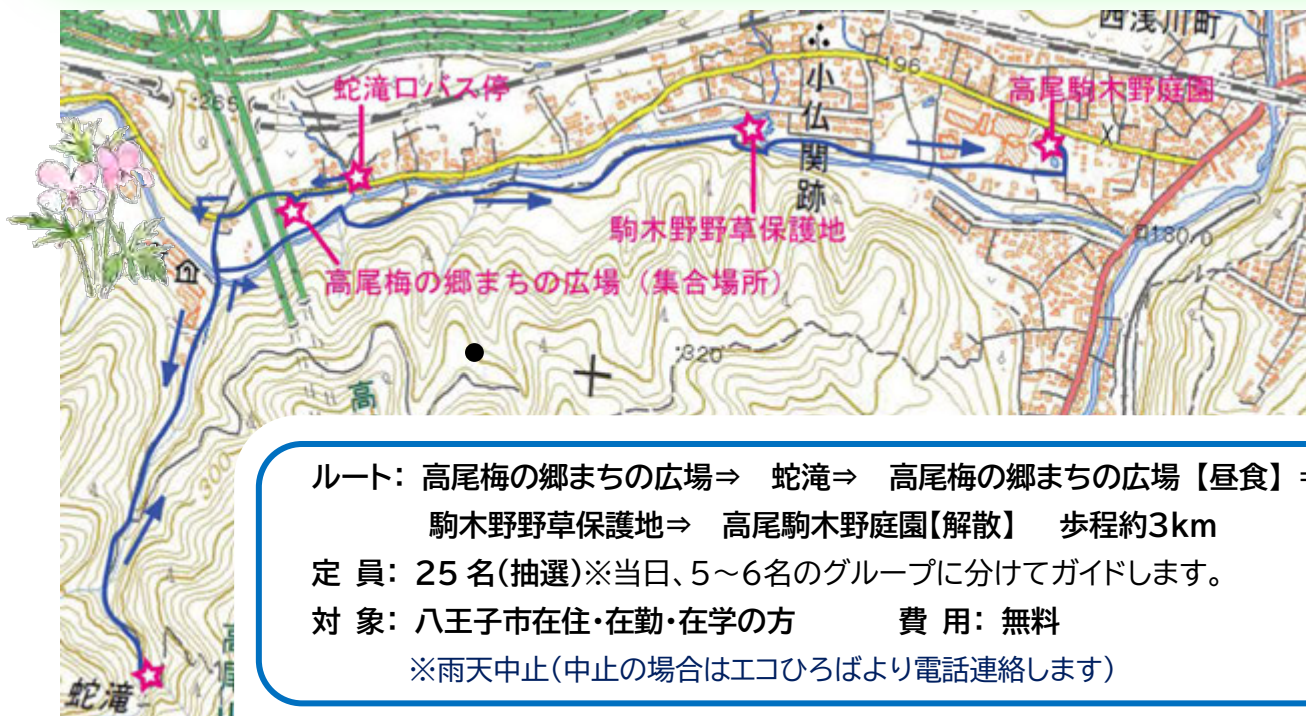 西浅川町
小仏関跡
・196
・265
蛇滝口バス停
高尾駒木野庭園
駒木野野草保護地
高尾梅の郷まちの広場（集合場所）
180.0
・320
高
300
蛇滝
高尾山
ルート： 高尾梅の郷まちの広場⇒ 蛇滝⇒ 高尾梅の郷まちの広場【昼食】⇒
駒木野野草保護地⇒ 高尾駒木野庭園【解散】 歩程約3km
定 員： 25名(抽選)※当日、5～6名のグループに分けてガイドします。
対 象： 八王子市在住・在勤・在学の方 費 用： 無料
※雨天中止(中止の場合はエコひろばより電話連絡します)